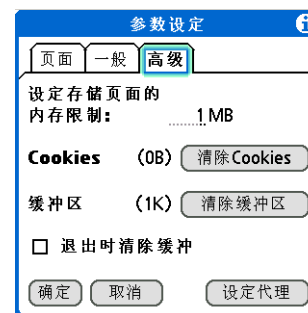 参数设定 i
页面 一般 高级
设定存储页面的
内存限制: 1 MB
Cookies (0B) 清除Cookies
缓冲区 (1K) 清除缓冲区
退出时清除缓冲
确定 取消 设定代理